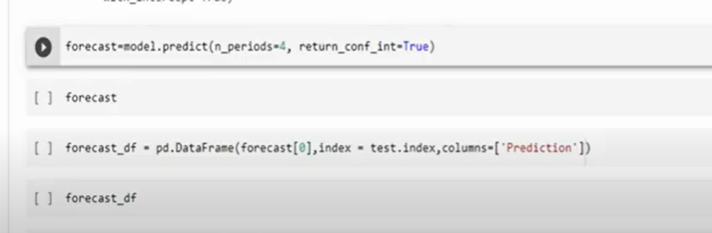 forecast=model.predict(n_periods=4, return_conf_int=True)
[ ] forecast
[ ] forecast_df = pd.DataFrame(forecast[0],index = test.index,columns=['Prediction'])
[ ] forecast_df